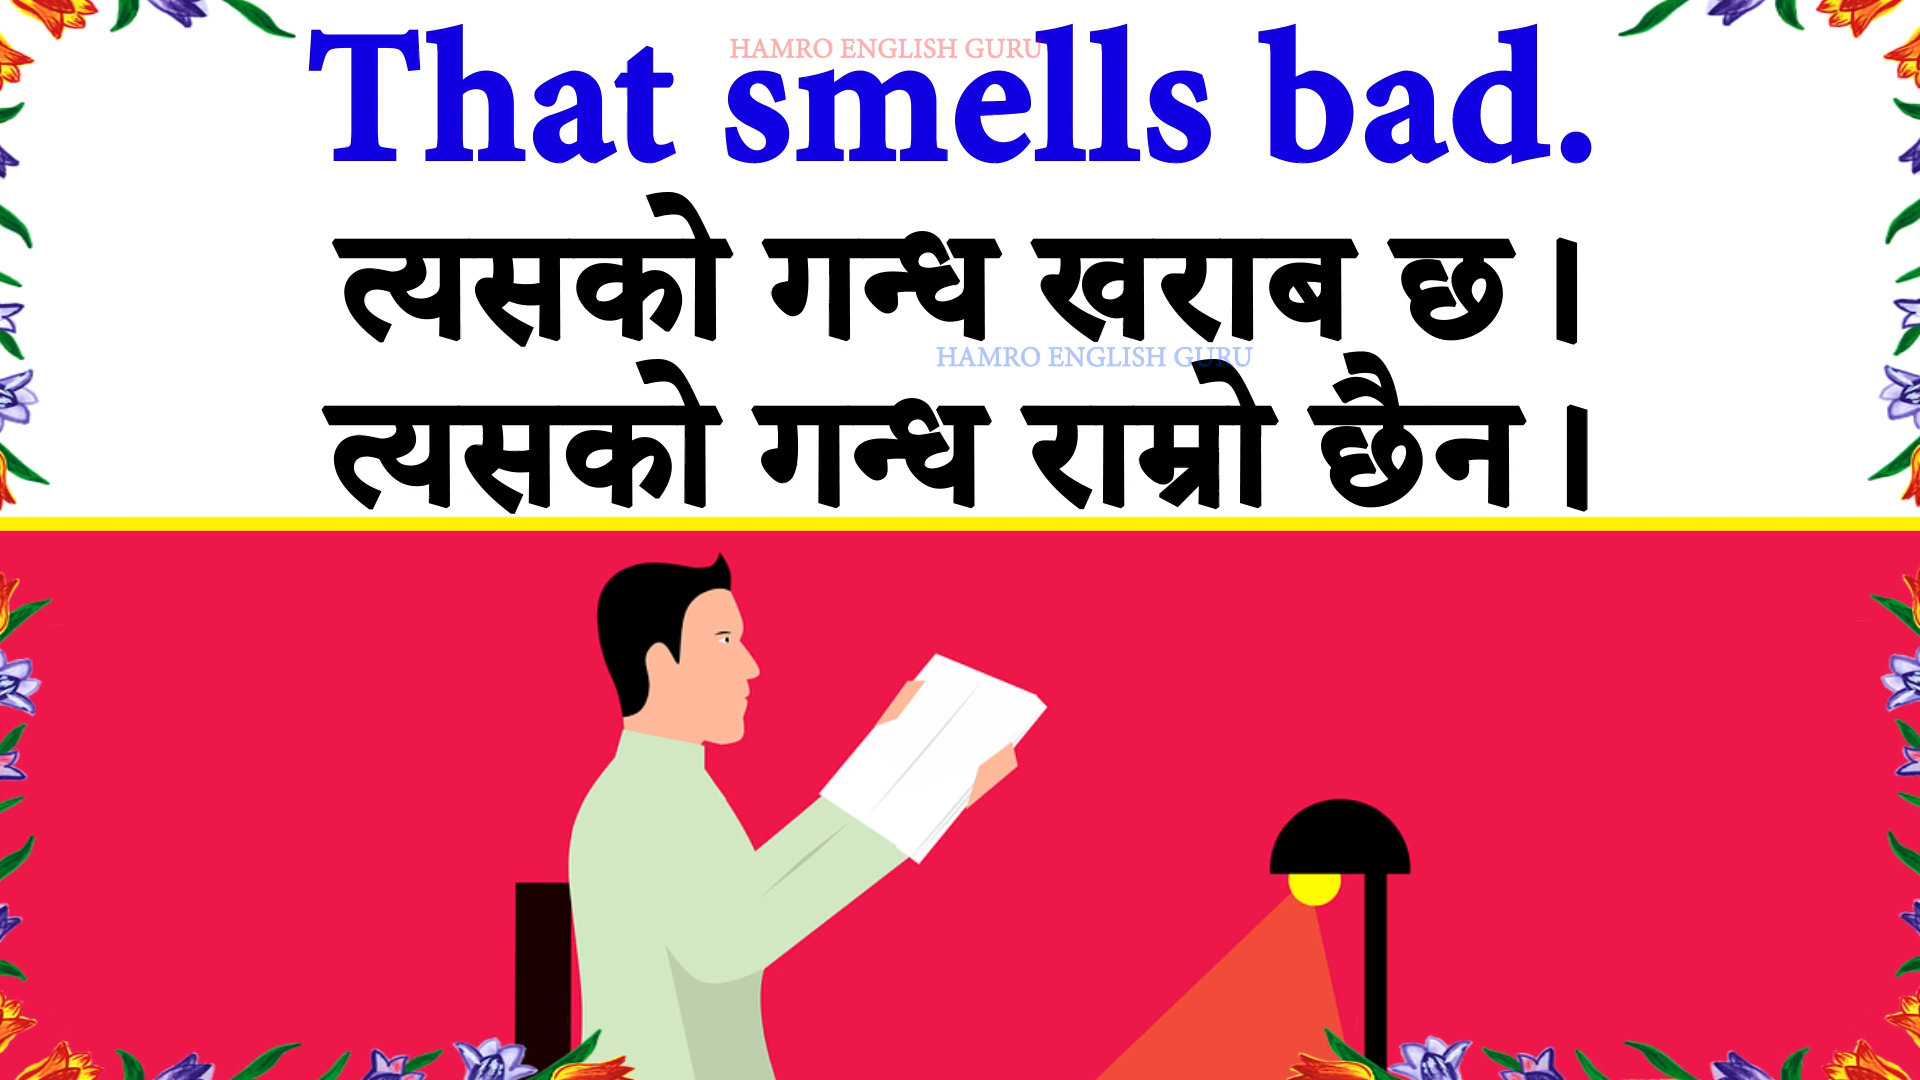 HAMRO ENGLISH GURU
That smells bad.
त्यसको गन्ध खराब छ ।
HAMRO ENGLISH GURU
त्यसको गन्ध राम्रो छैन ।